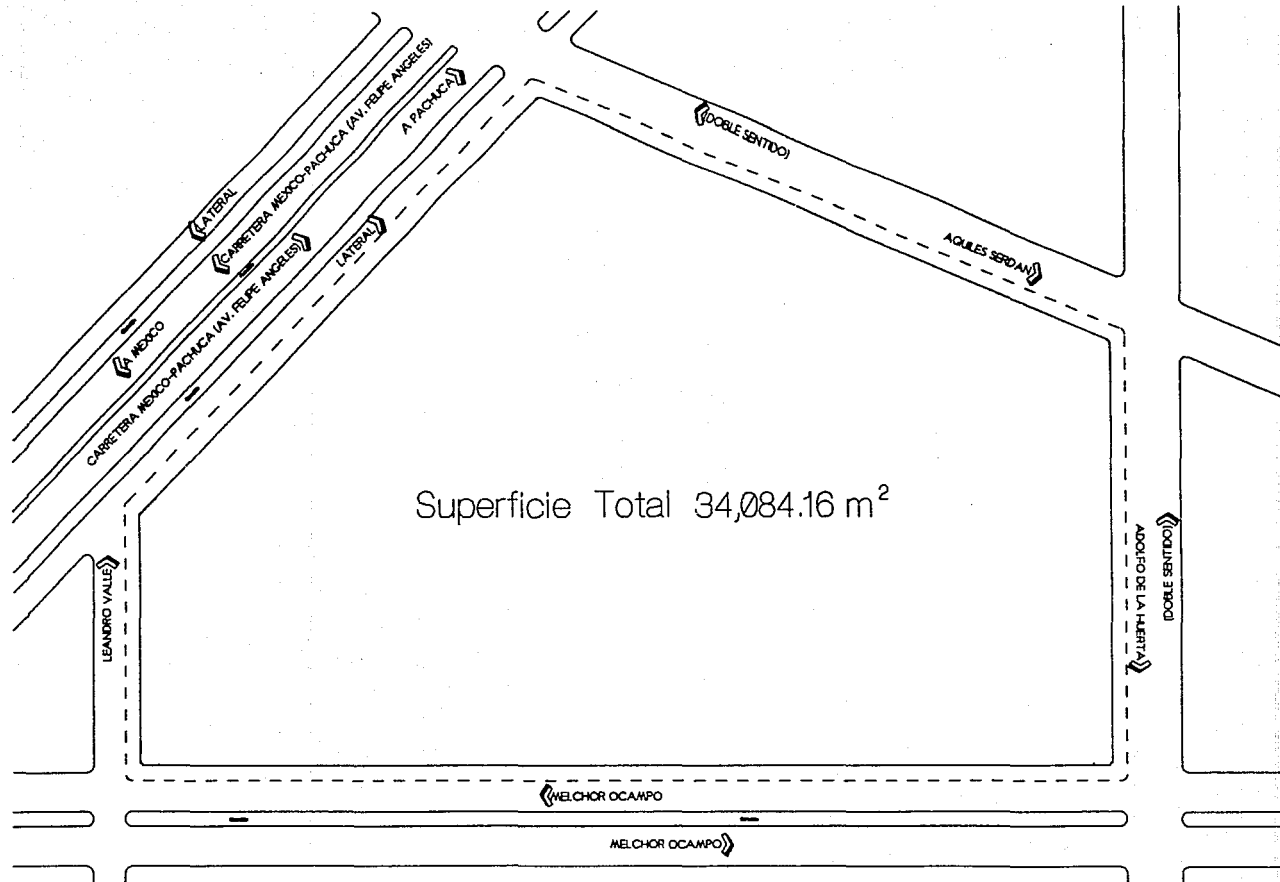 LATERAL
CARRETERA MEXICO-PACHUCA (AV. FELIPE ANGELES)
A PACHUCA
(DOBLE SENTIDO)
AQUILES SERDAN
LATERAL
A MEXICO
CARRETERA MEXICO-PACHUCA (AV. FELIPE ANGELES)
Superficie Total 34,084.16 m²
LEANDRO VALLE
ADOLFO DE LA HUERTA
(DOBLE SENTIDO)
MELCHOR OCAMPO
MELCHOR OCAMPO